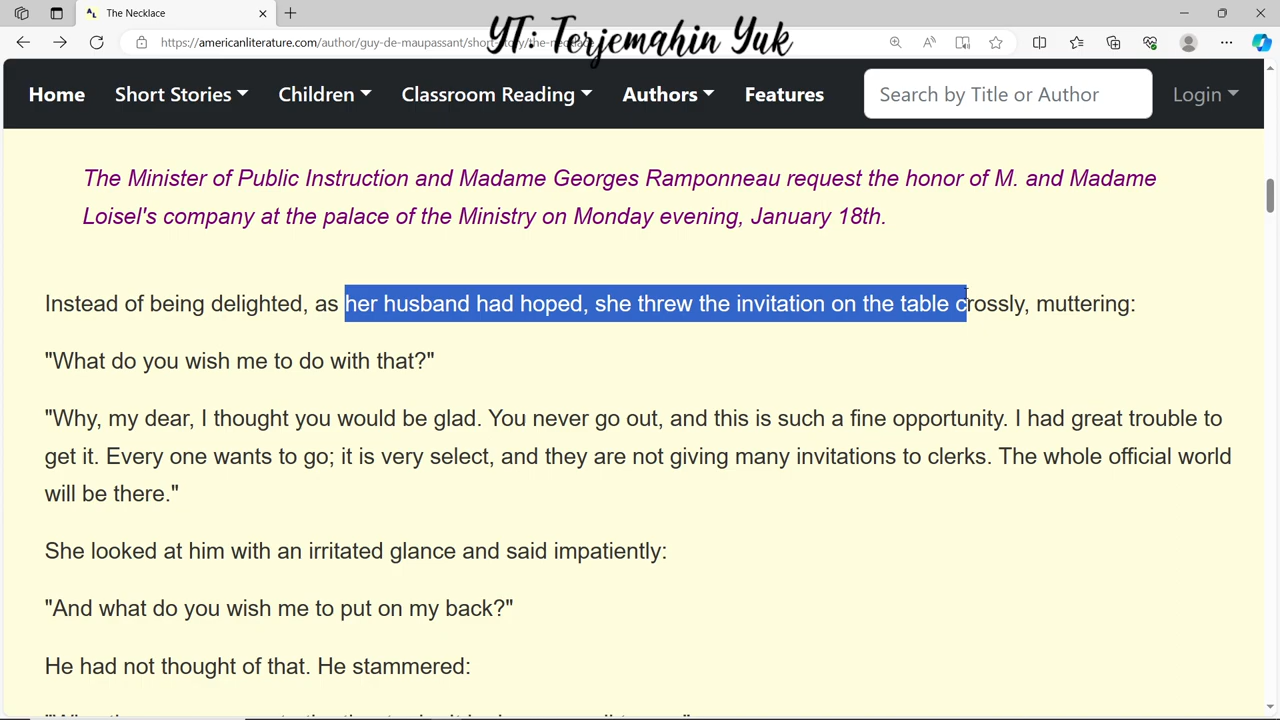 The Necklace
YT: Terjemahin Yuk
https://americanliterature.com/author/guy-de-maupassant/short-story/the-necklace
Home Short Stories Children Classroom Reading Authors Features Search by Title or Author Login
The Minister of Public Instruction and Madame Georges Ramponneau request the honor of M. and Madame
Loisel's company at the palace of the Ministry on Monday evening, January 18th.
Instead of being delighted, as her husband had hoped, she threw the invitation on the table crossly, muttering:
"What do you wish me to do with that?"
"Why, my dear, I thought you would be glad. You never go out, and this is such a fine opportunity. I had great trouble to
get it. Every one wants to go; it is very select, and they are not giving many invitations to clerks. The whole official world
will be there."
She looked at him with an irritated glance and said impatiently:
"And what do you wish me to put on my back?"
He had not thought of that. He stammered: